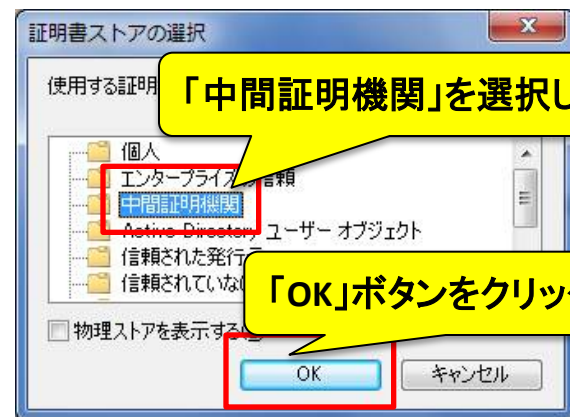 証明書ストアの選択
使用する証明
「中間証明機関」を選択し
個人
エンタープライズ 信頼
中間証明機関
Active Directory ユーザー オブジェクト
信頼された発行
信頼されていない
「OK」ボタンをクリッ
物理ストアを表示する
OK
キャンセル